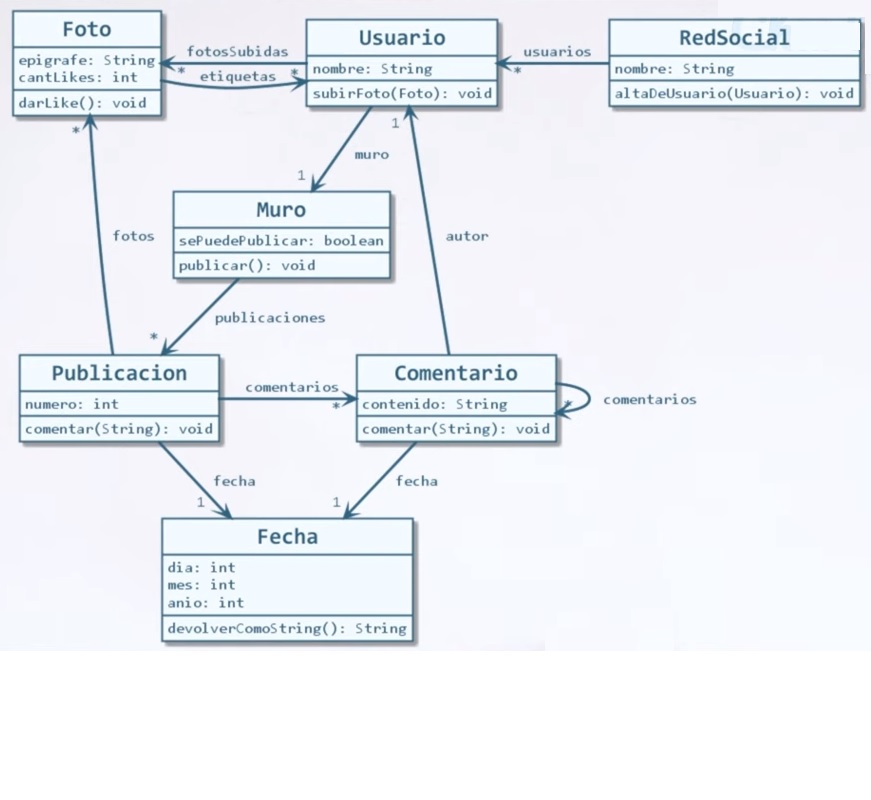 Foto
epigrafe: String
cantLikes: int
darLike(): void
fotosSubidas
*
etiquetas
*
Usuario
nombre: String
subirFoto(Foto): void
usuarios
*
RedSocial
nombre: String
altaDeUsuario(Usuario): void
*
1
muro
1
Muro
sePuedePublicar: boolean
publicar(): void
fotos
autor
publicaciones
*
Publicacion
numero: int
comentar(String): void
comentarios
*
Comentario
contenido: String
comentar(String): void
*
comentarios
fecha
1
fecha
1
Fecha
dia: int
mes: int
anio: int
devolverComoString(): String